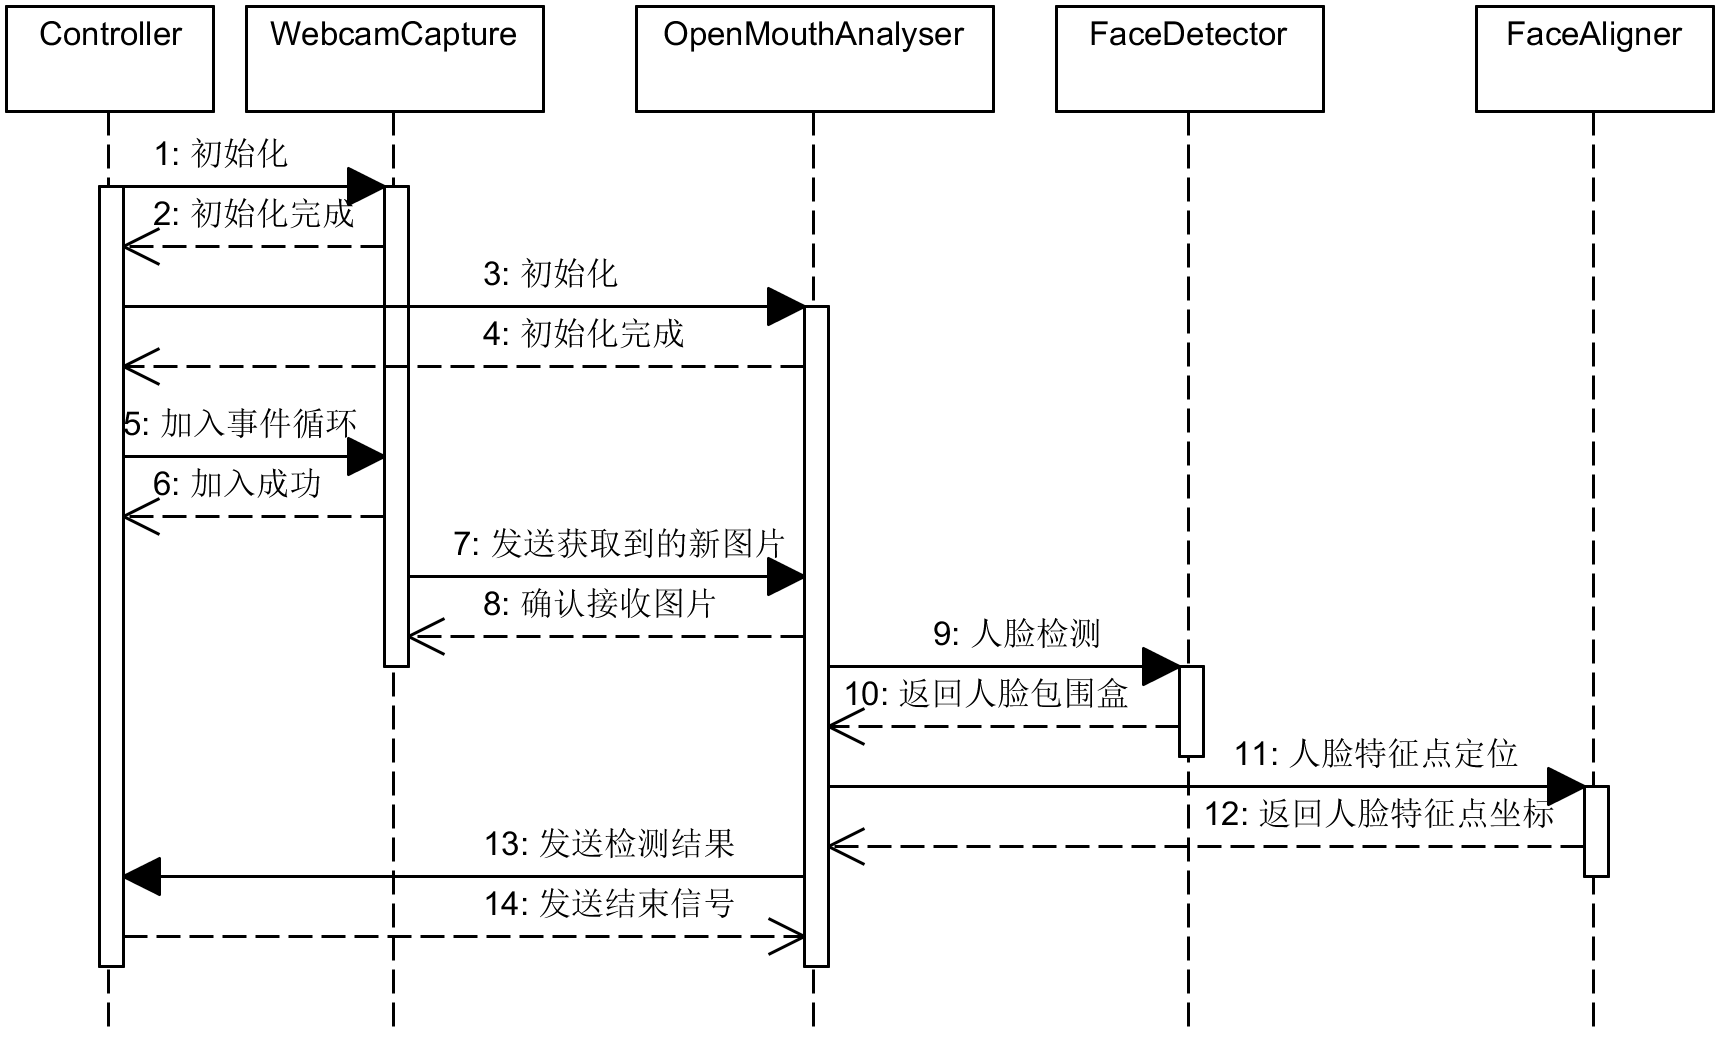 Controller
WebcamCapture
OpenMouthAnalyser
FaceDetector
FaceAligner
1: 初始化
2: 初始化完成
3: 初始化
4: 初始化完成
5: 加入事件循环
6: 加入成功
7: 发送获取到的新图片
8: 确认接收图片
9: 人脸检测
10: 返回人脸包围盒
11: 人脸特征点定位
12: 返回人脸特征点坐标
13: 发送检测结果
14: 发送结束信号